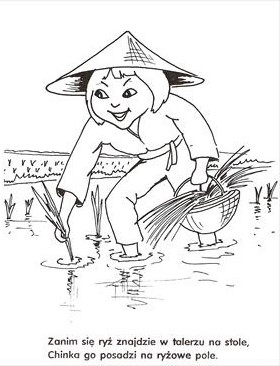 Zanim się ryż znajdzie w talerzu na stole,
Chinka go posadzi na ryżowe pole.